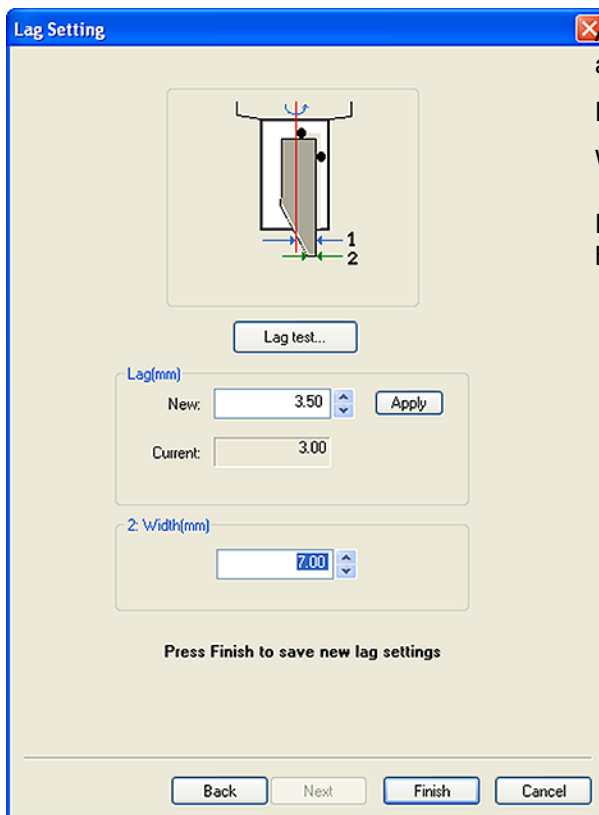 Lag Setting
1
2
Lag test...
Lag(mm)
New: 3.50 Apply
Current: 3.00
2: Width(mm)
7.00
Press Finish to save new lag settings
Back Next Finish Cancel